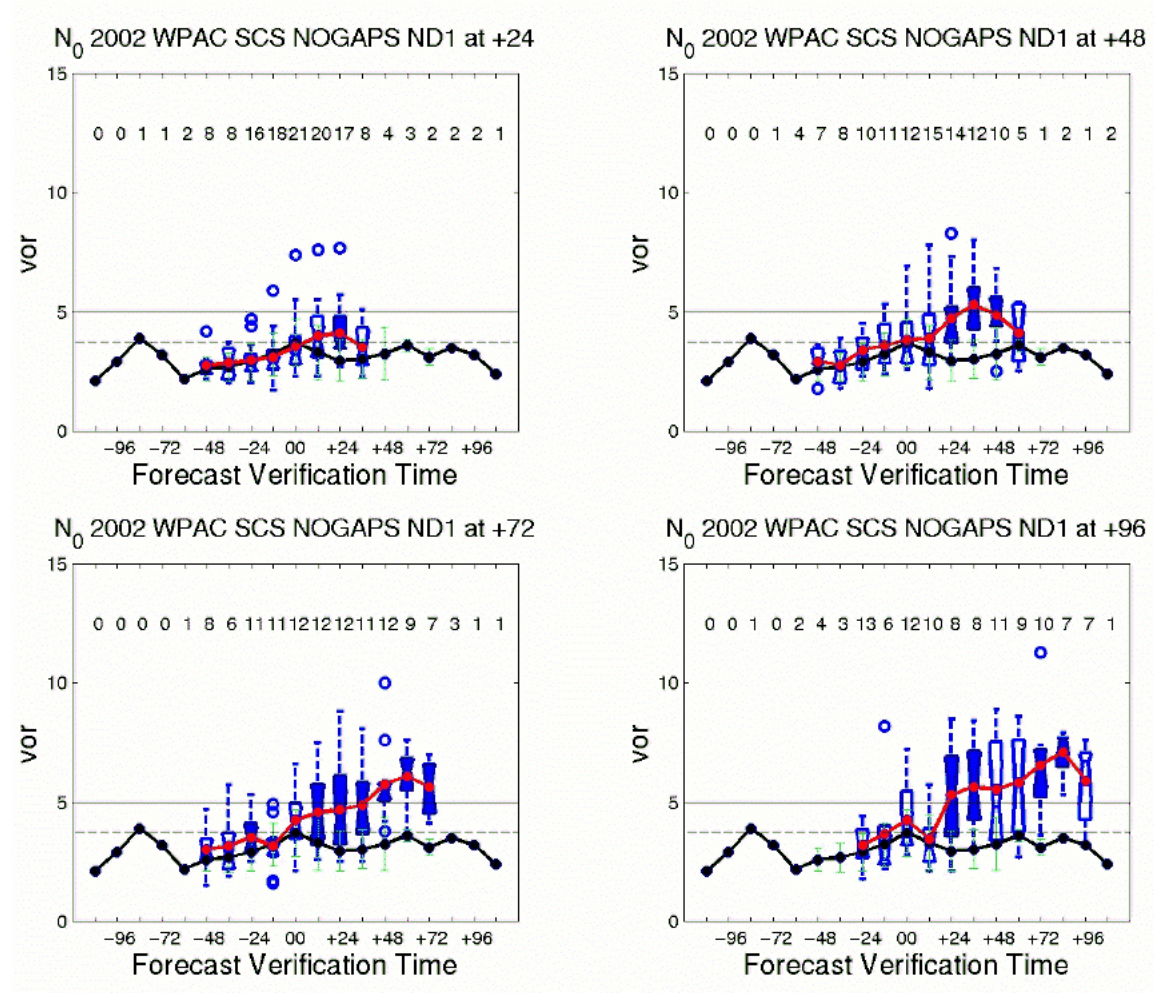 N0 2002 WPAC SCS NOGAPS ND1 at +24
15
0 0 1 1 2 8 8 16 18 21 20 17 8 4 3 2 2 2 1
10
vor
5
0
−96 −72 −48 −24 00 +24 +48 +72 +96
Forecast Verification Time
N0 2002 WPAC SCS NOGAPS ND1 at +48
15
0 0 0 1 4 7 8 10 11 12 15 14 12 10 5 1 2 1 2
10
vor
5
0
−96 −72 −48 −24 00 +24 +48 +72 +96
Forecast Verification Time
N0 2002 WPAC SCS NOGAPS ND1 at +72
15
0 0 0 0 1 8 6 11 11 12 12 12 11 12 9 7 3 1 1
10
vor
5
0
−96 −72 −48 −24 00 +24 +48 +72 +96
Forecast Verification Time
N0 2002 WPAC SCS NOGAPS ND1 at +96
15
0 0 1 0 2 4 3 13 6 12 10 8 8 11 9 10 7 7 1
10
vor
5
0
−96 −72 −48 −24 00 +24 +48 +72 +96
Forecast Verification Time